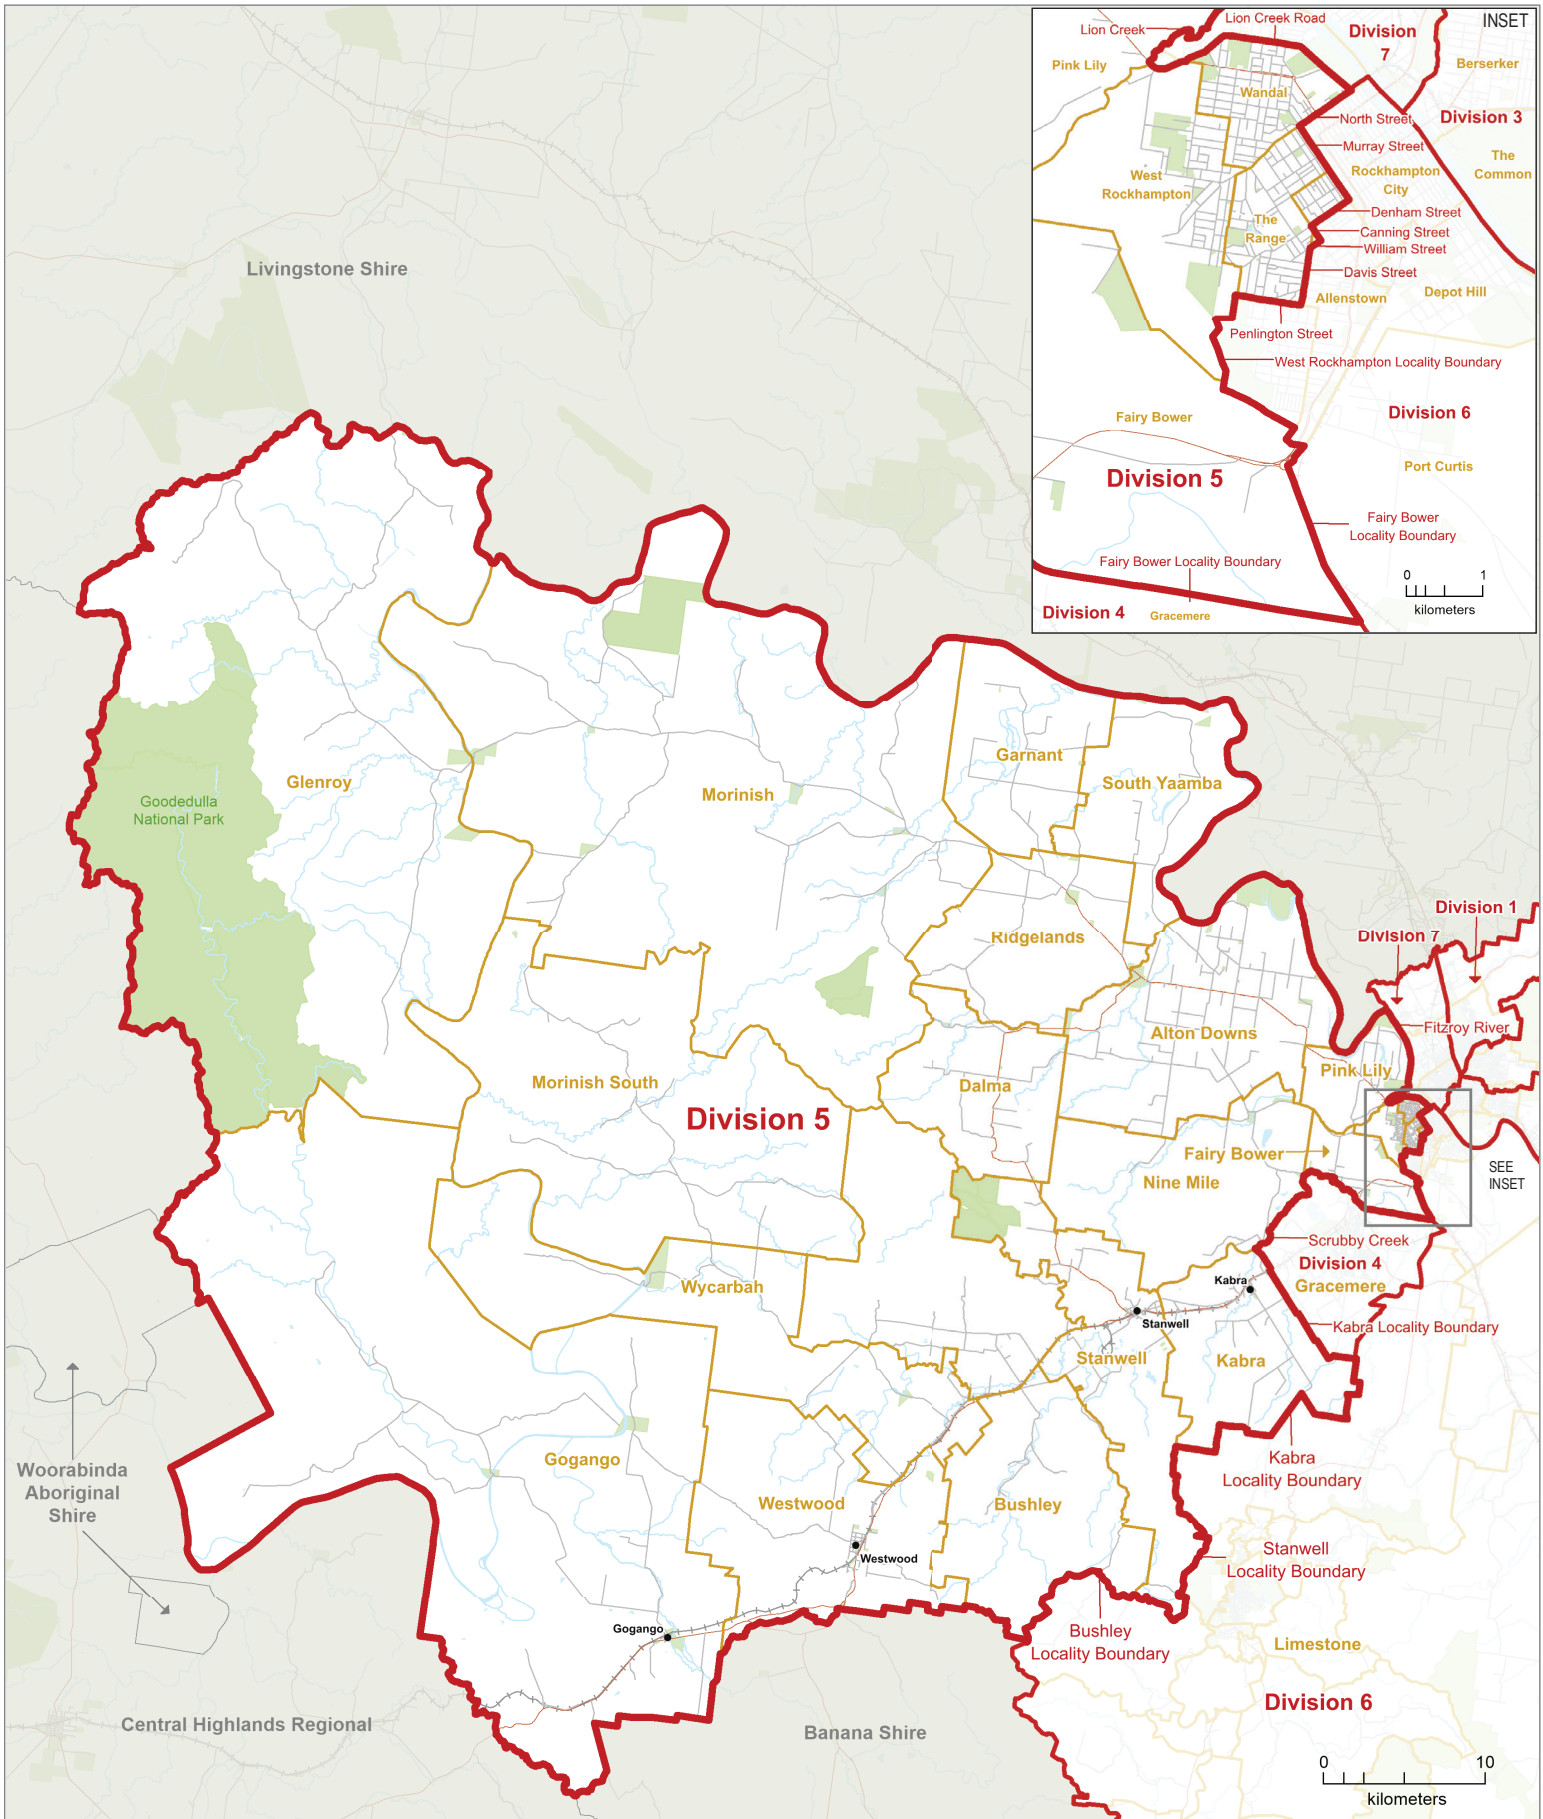 INSET
Lion Creek Road
Lion Creek
Division
7
Pink Lily
Berserker
Wandal
North Street
Division 3
Murray Street
The
Common
Rockhampton
City
West
Rockhampton
Denham Street
The
Range
Canning Street
William Street
Davis Street
Allenstown
Depot Hill
Penlington Street
West Rockhampton Locality Boundary
Fairy Bower
Division 6
Port Curtis
Division 5
Fairy Bower
Locality Boundary
Fairy Bower Locality Boundary
0 1
kilometers
Division 4
Gracemere
Livingstone Shire
Garnant
South Yaamba
Glenroy
Morinish
Goodedulla
National Park
Ridgelands
Division 1
Division 7
Fitzroy River
Alton Downs
Pink Lily
Morinish South
Dalma
Division 5
Fairy Bower
Nine Mile
SEE
INSET
Scrubby Creek
Division 4
Gracemere
Wycarbah
Kabra
Stanwell
Kabra Locality Boundary
Stanwell
Kabra
Gogango
Kabra
Locality Boundary
Woorabinda
Aboriginal
Shire
Westwood
Bushley
Westwood
Stanwell
Locality Boundary
Gogango
Bushley
Locality Boundary
Limestone
Division 6
Central Highlands Regional
Banana Shire
0 10
kilometers